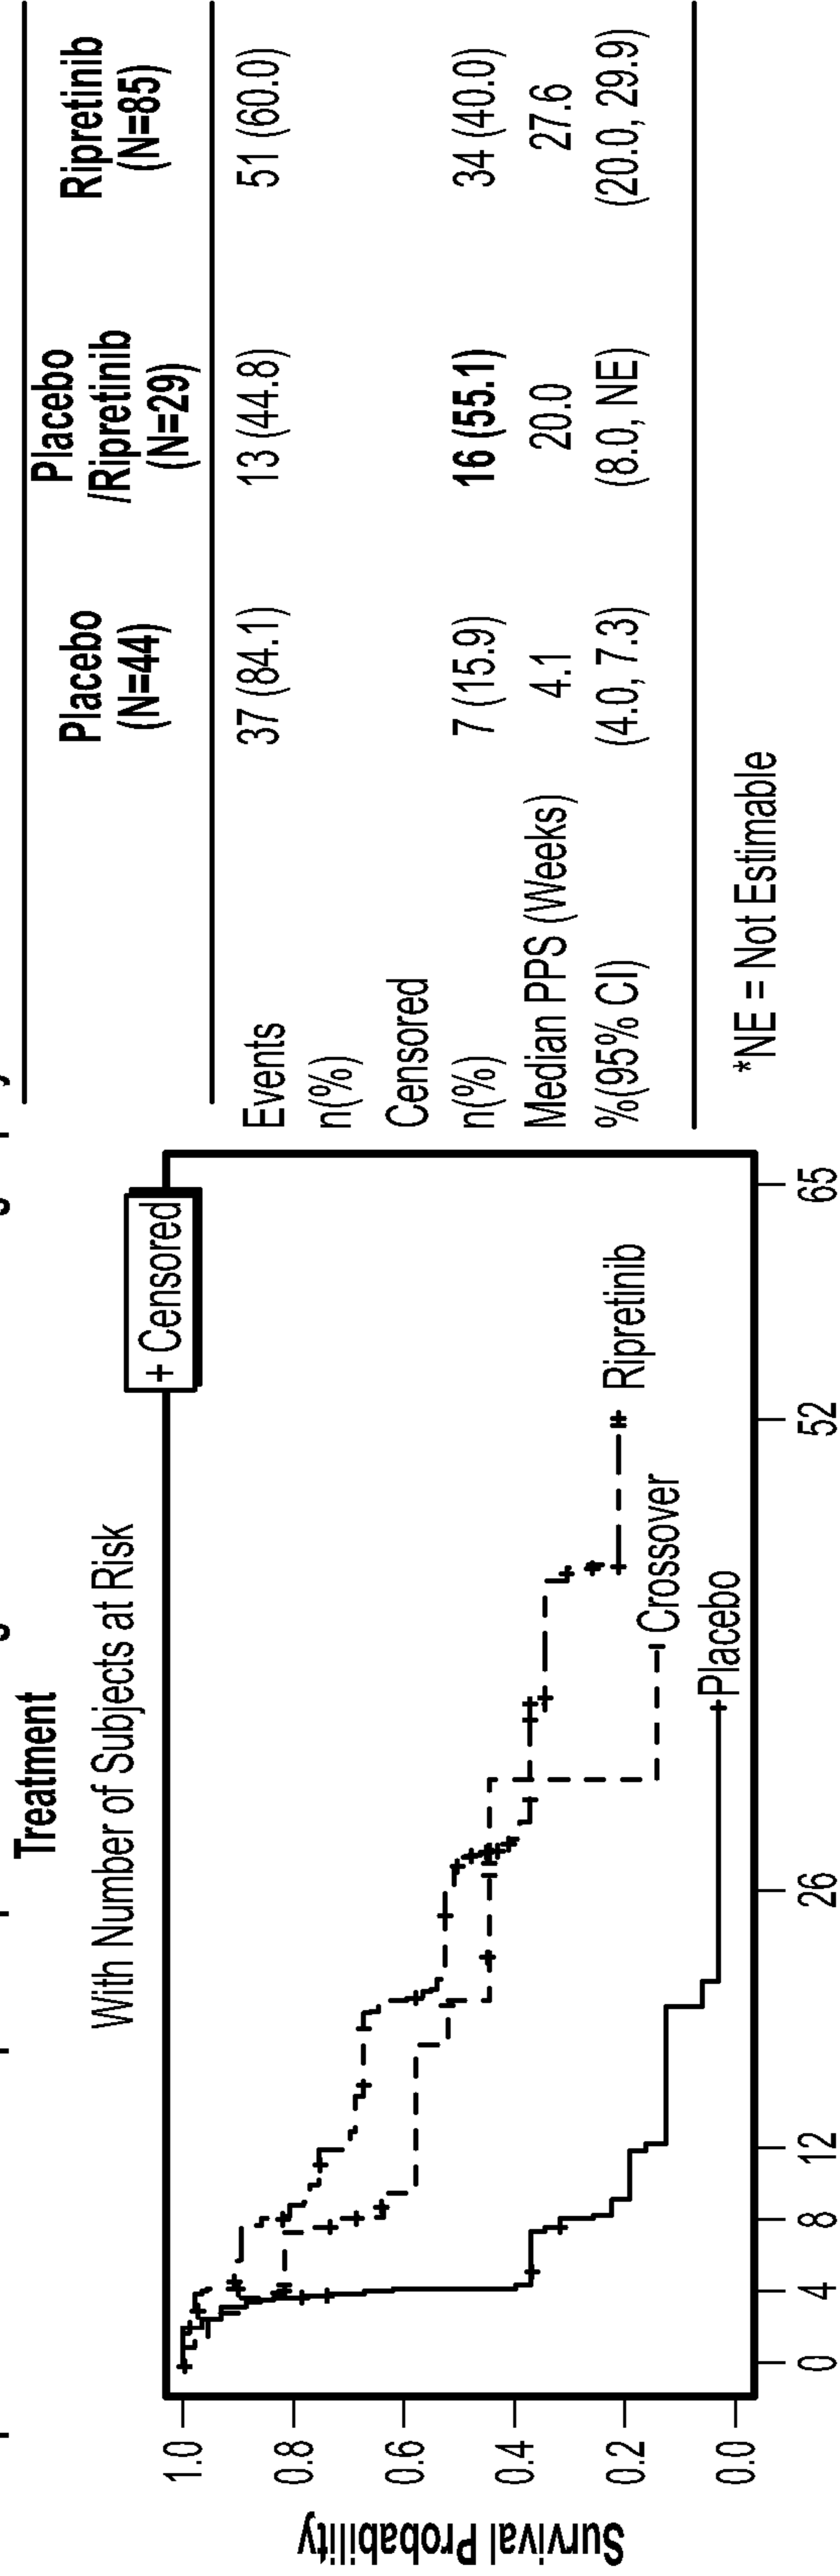 Treatment
With Number of Subjects at Risk
+ Censored
Survival Probability
1.0
0.8
0.6
0.4
0.2
0.0
0 4 8 12 26 52 65
Ripretinib
Crossover
Placebo
Placebo (N=44)
Placebo /Ripretinib (N=29)
Ripretinib (N=85)
Events n(%) 37 (84.1) 13 (44.8) 51 (60.0)
Censored
n(%) 7 (15.9) 16 (55.1) 34 (40.0)
Median PPS (Weeks) 4.1 20.0 27.6
%(95% CI) (4.0, 7.3) (8.0, NE) (20.0, 29.9)
*NE = Not Estimable